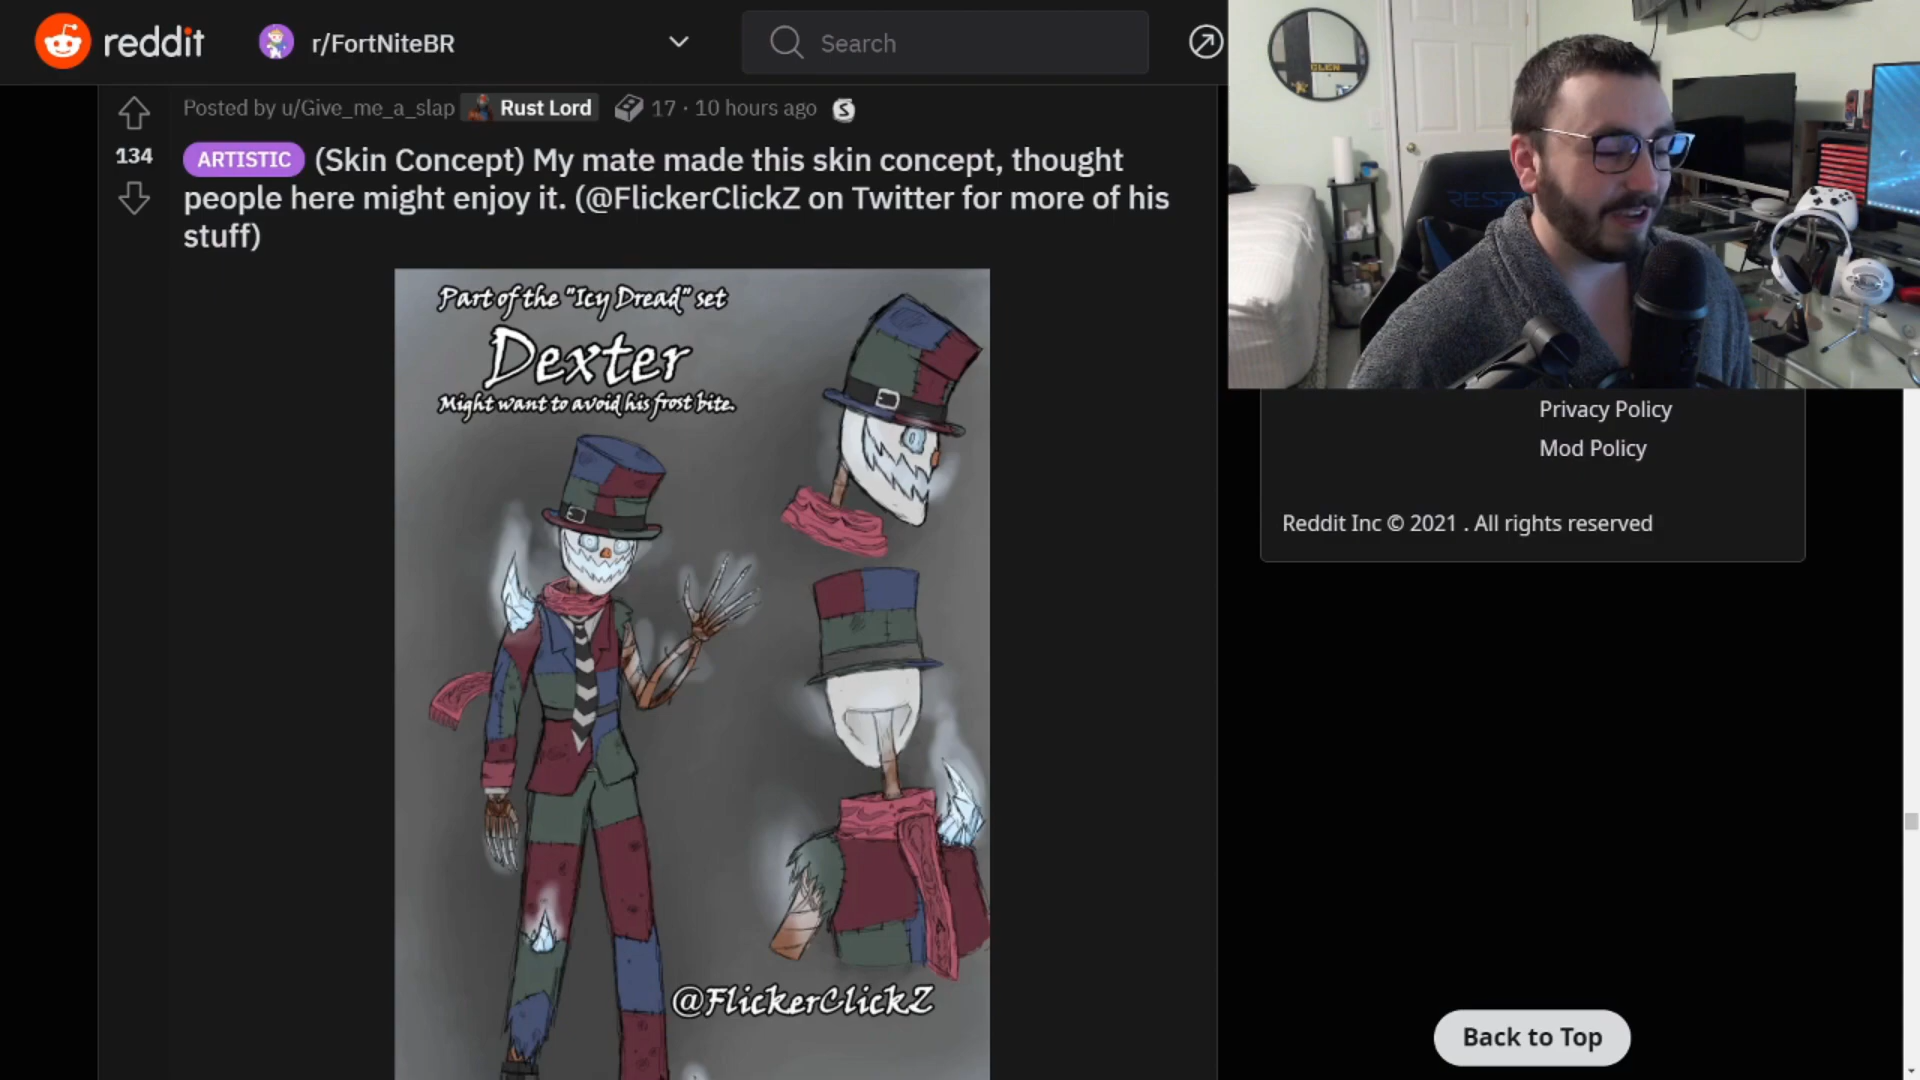 reddit
r/FortNiteBR
Search
Posted by u/Give_me_a_slap Rust Lord 17 · 10 hours ago
134
ARTISTIC (Skin Concept) My mate made this skin concept, thought
people here might enjoy it. (@FlickerClickZ on Twitter for more of his
stuff)
Part of the "Icy Dread" set
Dexter
Might want to avoid his frost bite.
@FlickerClickZ
Privacy Policy
Mod Policy
Reddit Inc © 2021 . All rights reserved
Back to Top